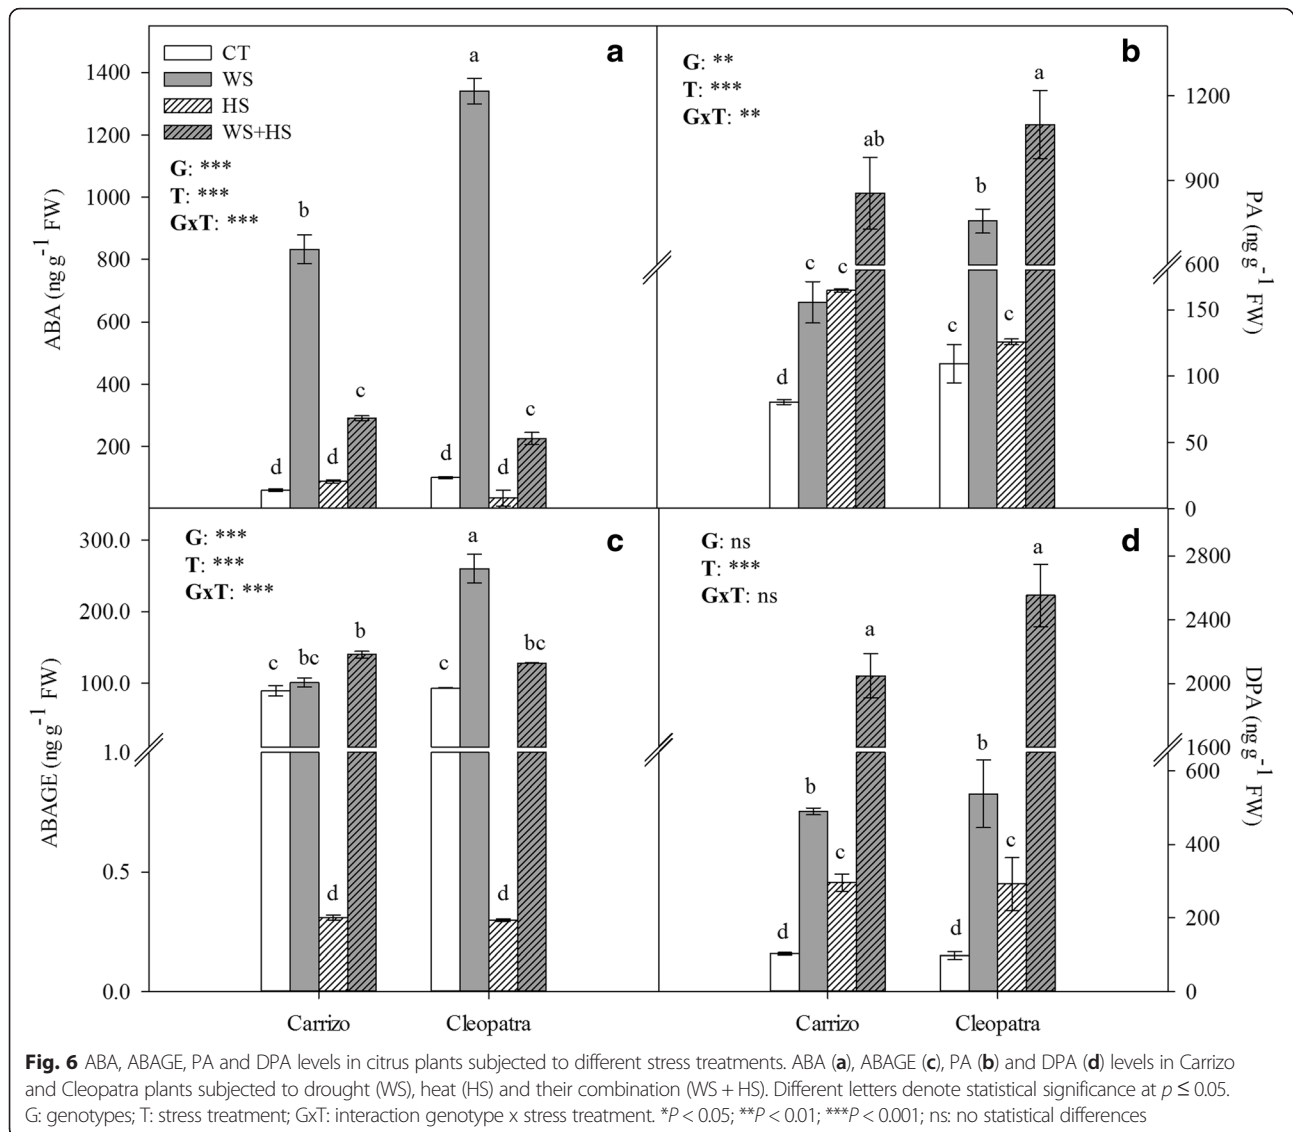 a
CT
WS
HS
WS+HS
G: ***
T: ***
GxT: ***
1400
1200
1000
800
600
400
200
ABA (ng g-1 FW)
b
a
d
d
c
d
d
c
b
G: **
T: ***
GxT: **
1200
900
600
150
100
50
0
PA (ng g-1 FW)
d
c
c
ab
c
b
c
a
c
G: ***
T: ***
GxT: ***
300.0
200.0
100.0
1.0
0.5
0.0
ABAGE (ng g-1 FW)
c
bc
d
b
c
a
d
bc
Carrizo
Cleopatra
d
G: ns
T: ***
GxT: ns
2800
2400
2000
1600
600
400
200
0
DPA (ng g-1 FW)
d
b
c
a
d
b
c
a
Carrizo
Cleopatra
Fig. 6 ABA, ABAGE, PA and DPA levels in citrus plants subjected to different stress treatments. ABA (a), ABAGE (c), PA (b) and DPA (d) levels in Carrizo
and Cleopatra plants subjected to drought (WS), heat (HS) and their combination (WS + HS). Different letters denote statistical significance at p ≤ 0.05.
G: genotypes; T: stress treatment; GxT: interaction genotype x stress treatment. *P < 0.05; **P < 0.01; ***P < 0.001; ns: no statistical differences